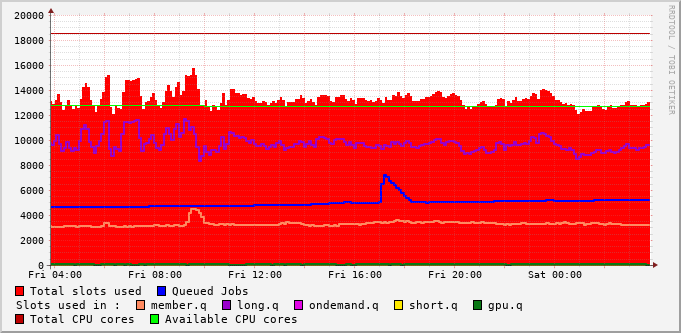 20000
18000
16000
14000
12000
10000
8000
6000
4000
2000
0
Fri 04:00 Fri 08:00 Fri 12:00 Fri 16:00 Fri 20:00 Sat 00:00
RRDTOOL / TOBI OETIKER
Total slots used Queued Jobs
Slots used in : member.q long.q ondemand.q short.q gpu.q
Total CPU cores Available CPU cores